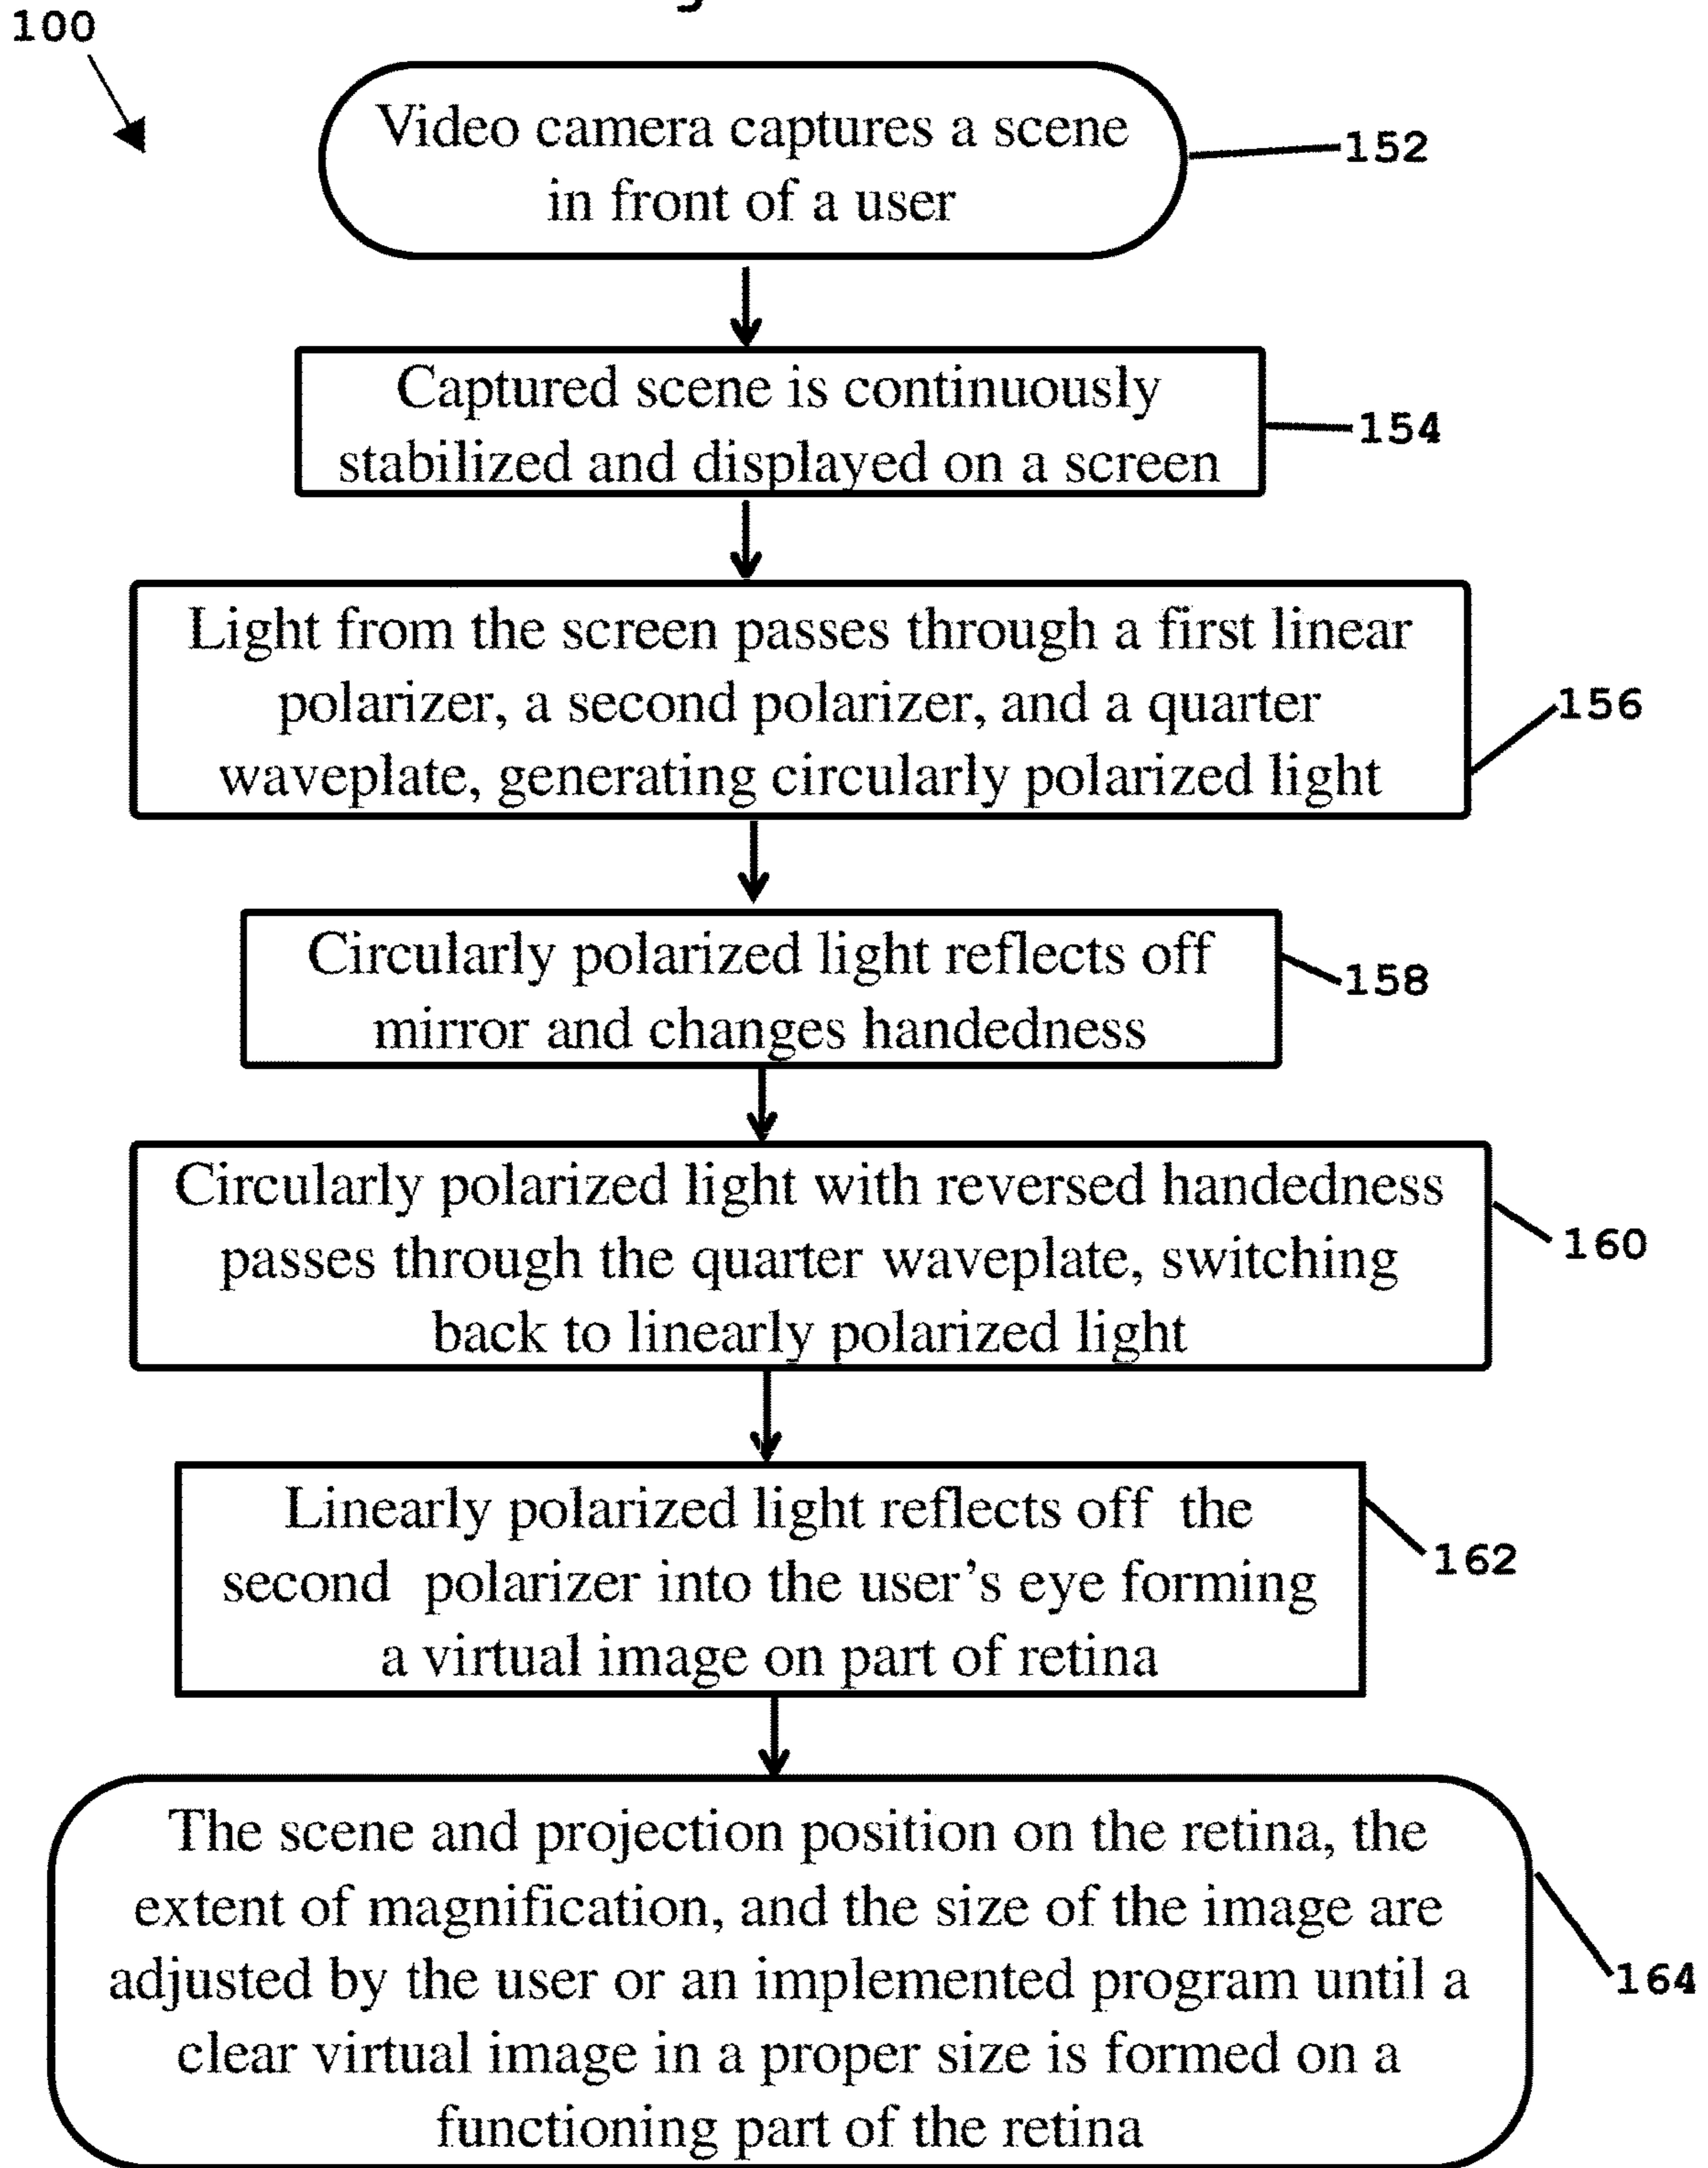 100
Video camera captures a scene
in front of a user
152
Captured scene is continuously
stabilized and displayed on a screen
154
Light from the screen passes through a first linear
polarizer, a second polarizer, and a quarter
waveplate, generating circularly polarized light
156
Circularly polarized light reflects off
mirror and changes handedness
158
Circularly polarized light with reversed handedness
passes through the quarter waveplate, switching
back to linearly polarized light
160
Linearly polarized light reflects off the
second polarizer into the user's eye forming
a virtual image on part of retina
162
The scene and projection position on the retina, the
extent of magnification, and the size of the image are
adjusted by the user or an implemented program until a
clear virtual image in a proper size is formed on a
functioning part of the retina
164